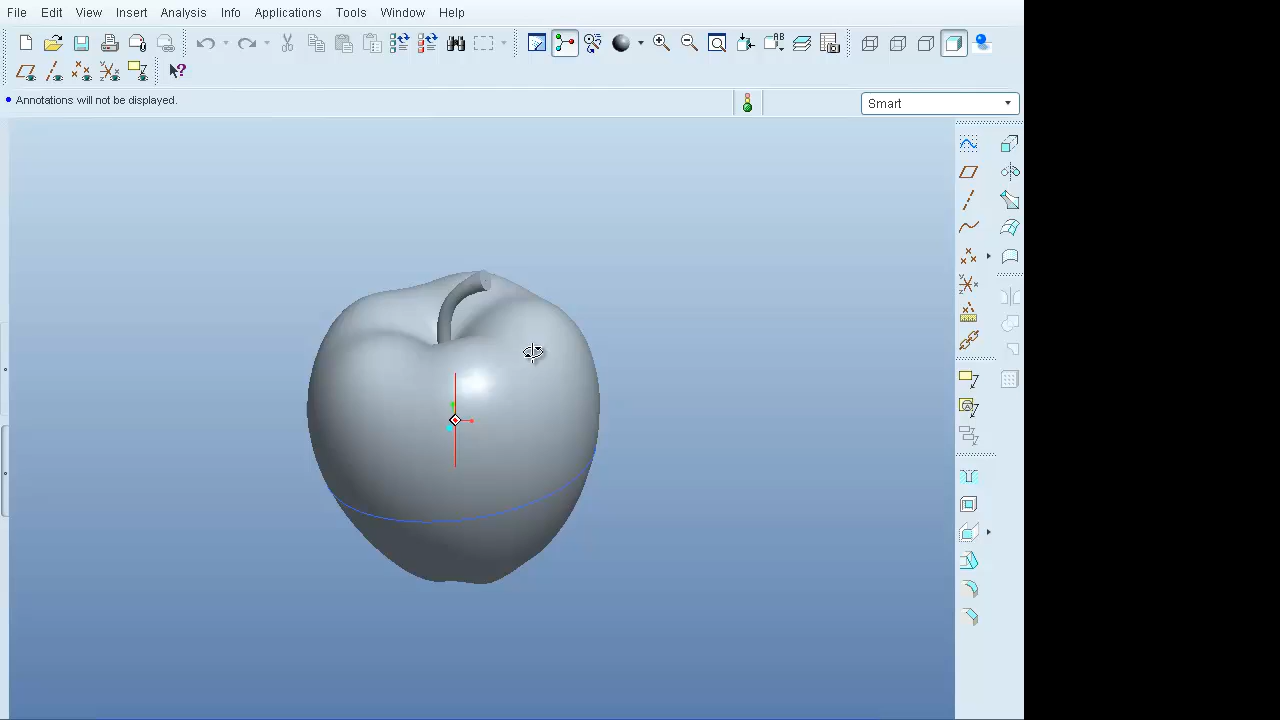 File Edit View Insert Analysis Info Applications Tools Window Help
Annotations will not be displayed.
Smart